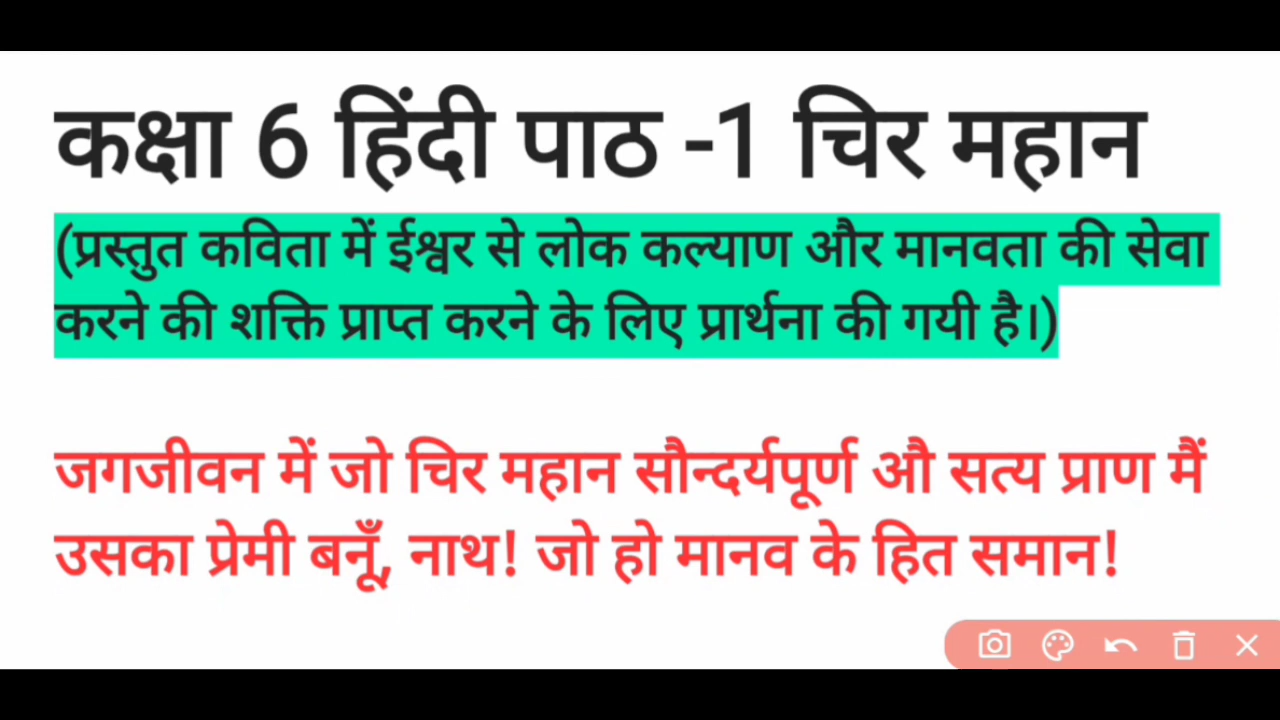 कक्षा 6 हिंदी पाठ -1 चिर महान
(प्रस्तुत कविता में ईश्वर से लोक कल्याण और मानवता की सेवा
करने की शक्ति प्राप्त करने के लिए प्रार्थना की गयी है।)
जगजीवन में जो चिर महान सौन्दर्यपूर्ण औ सत्य प्राण मैं
उसका प्रेमी बनूँ, नाथ! जो हो मानव के हित समान!